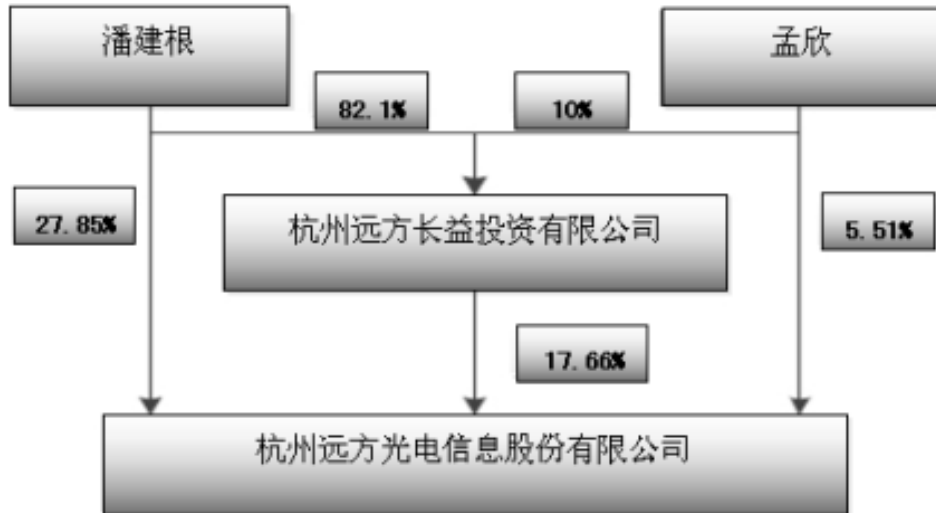 潘建根
孟欣
82.1%
10%
27.85%
杭州远方长益投资有限公司
5.51%
17.66%
杭州远方光电信息股份有限公司